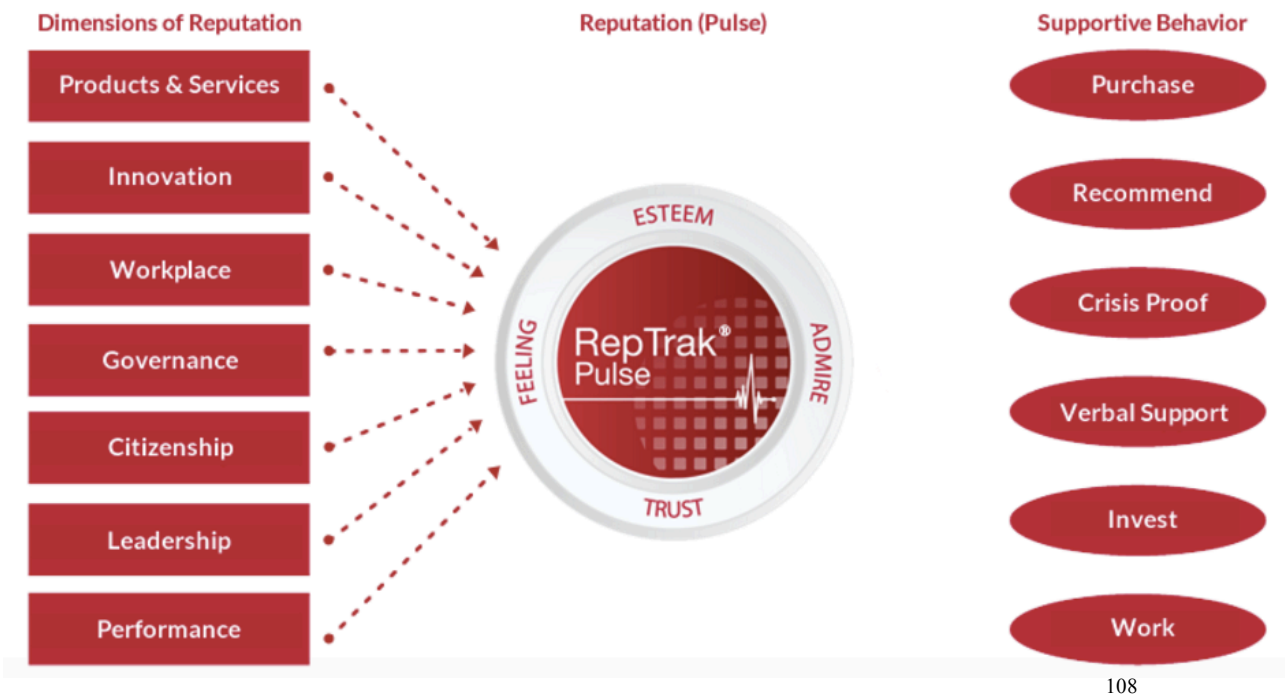 Dimensions of Reputation
Products & Services
Innovation
Workplace
Governance
Citizenship
Leadership
Performance
Reputation (Pulse)
ESTEEM
FEELING
RepTrak®
Pulse
ADMIRE
TRUST
Supportive Behavior
Purchase
Recommend
Crisis Proof
Verbal Support
Invest
Work
108